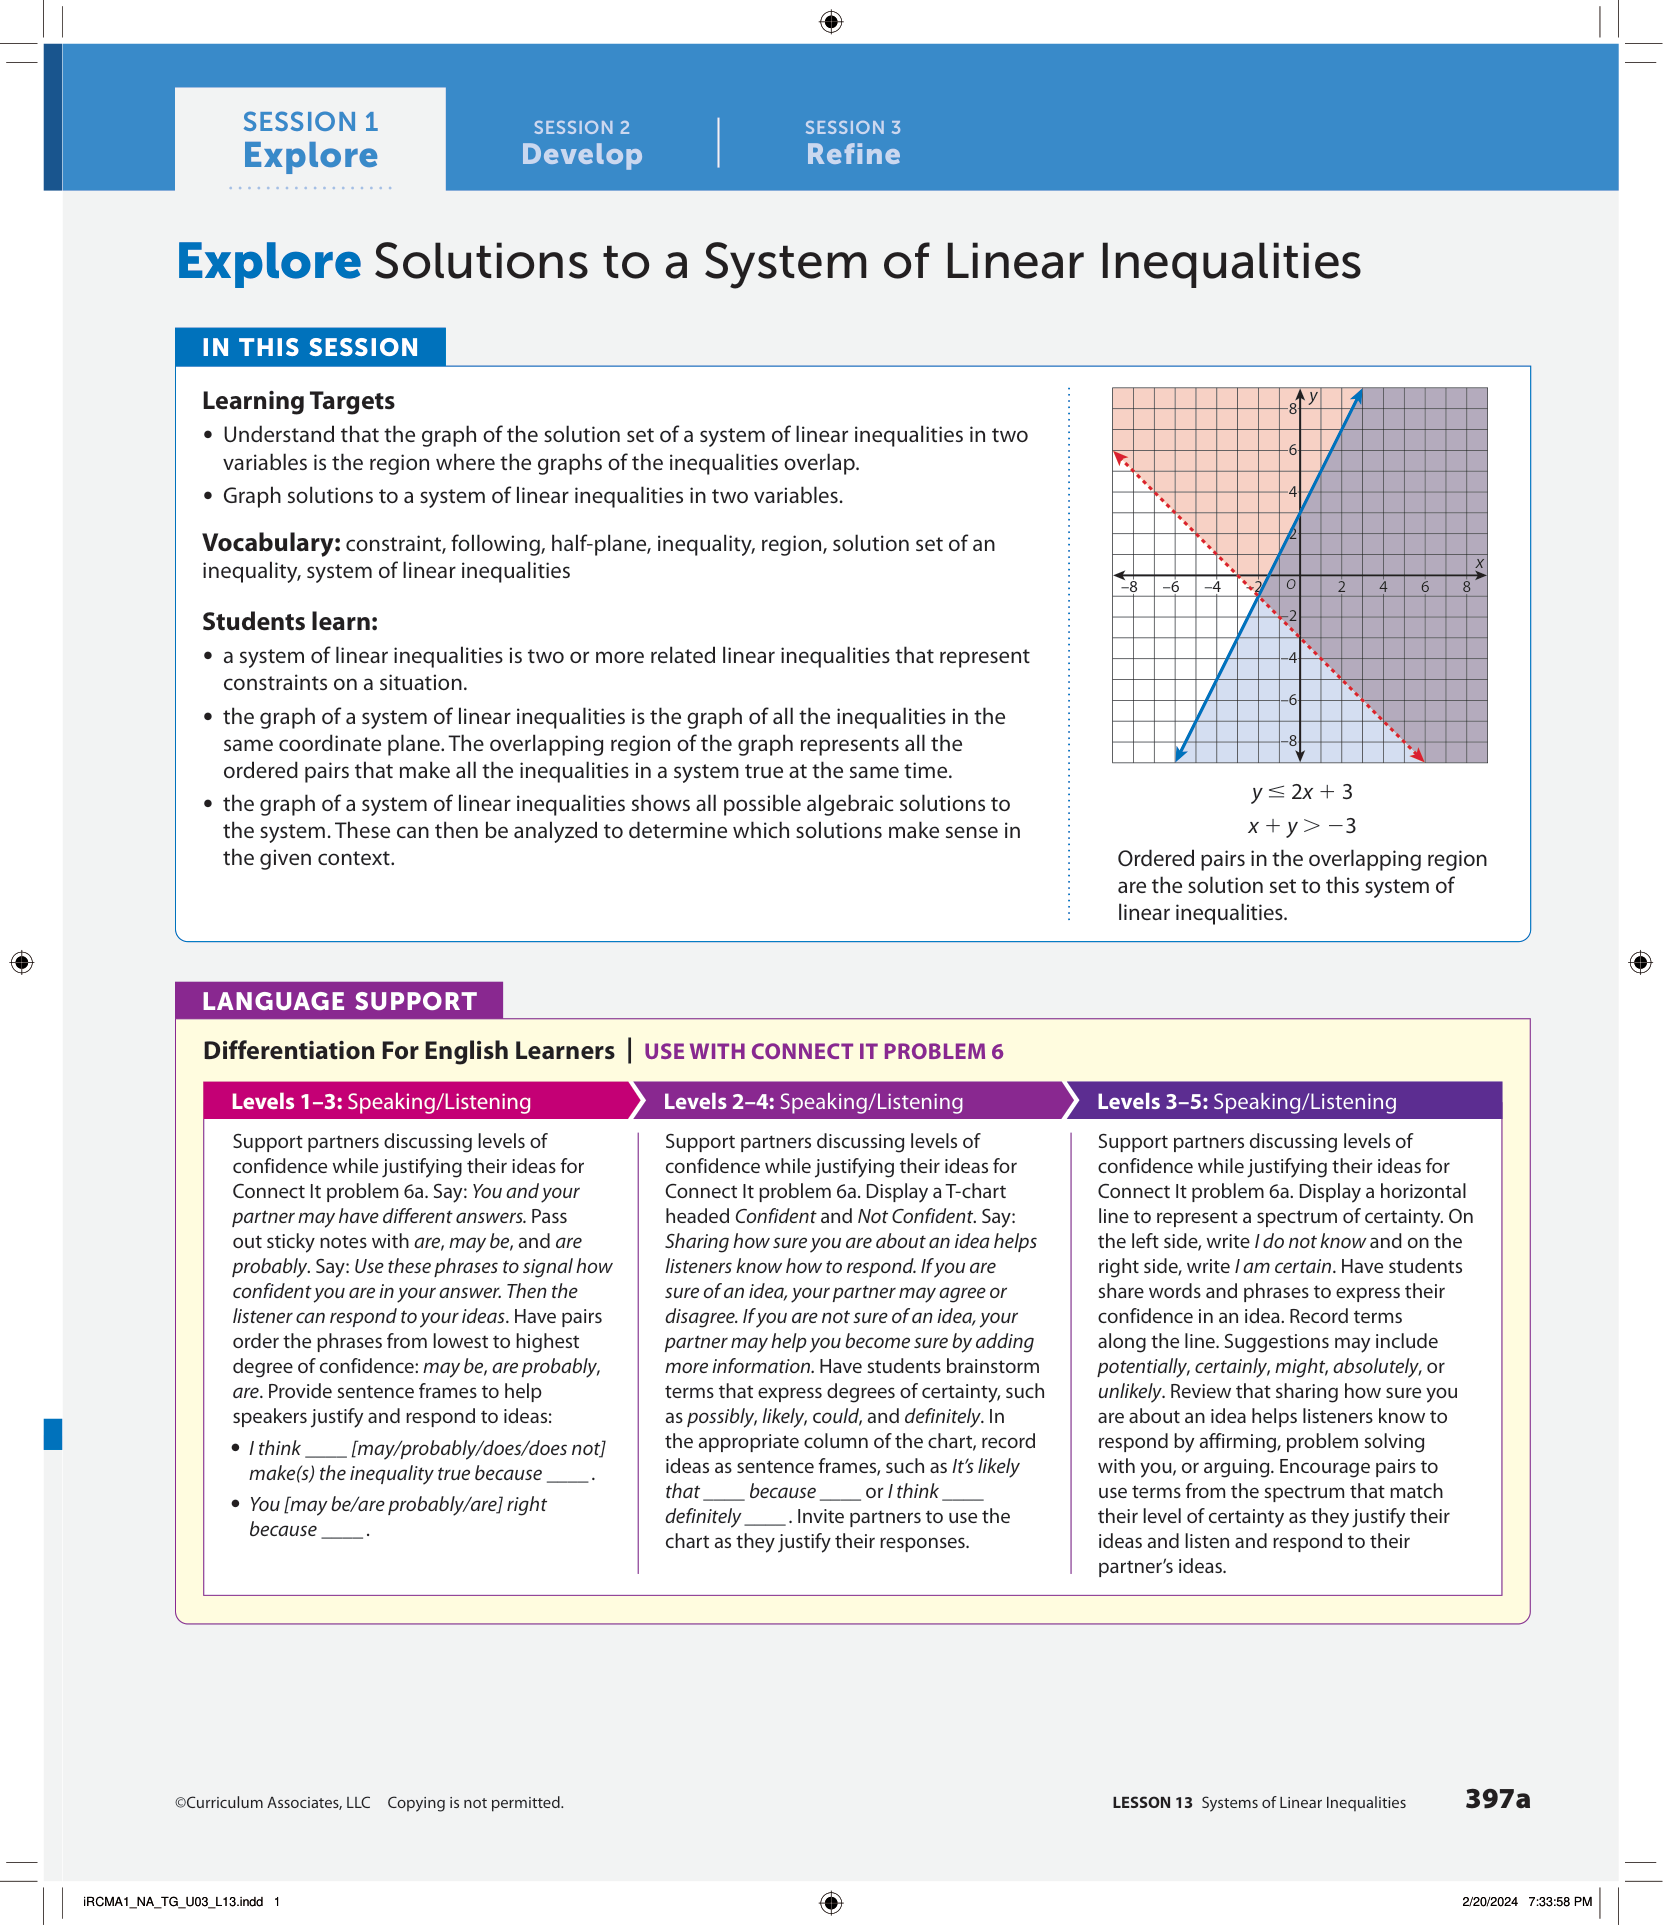 SESSION 1
Explore
SESSION 2
Develop
SESSION 3
Refine
Explore Solutions to a System of Linear Inequalities
IN THIS SESSION
Learning Targets
• Understand that the graph of the solution set of a system of linear inequalities in two
variables is the region where the graphs of the inequalities overlap.
• Graph solutions to a system of linear inequalities in two variables.
Vocabulary: constraint, following, half-plane, inequality, region, solution set of an
inequality, system of linear inequalities
Students learn:
• a system of linear inequalities is two or more related linear inequalities that represent
constraints on a situation.
• the graph of a system of linear inequalities is the graph of all the inequalities in the
same coordinate plane. The overlapping region of the graph represents all the
ordered pairs that make all the inequalities in a system true at the same time.
• the graph of a system of linear inequalities shows all possible algebraic solutions to
the system. These can then be analyzed to determine which solutions make sense in
the given context.
y
8
6
4
2
x
–8 –6 –4 –2 O 2 4 6 8
–2
–4
–6
–8
y ≤ 2x + 3
x + y > −3
Ordered pairs in the overlapping region
are the solution set to this system of
linear inequalities.
LANGUAGE SUPPORT
Differentiation For English Learners | USE WITH CONNECT IT PROBLEM 6
Levels 1–3: Speaking/Listening
Support partners discussing levels of
confidence while justifying their ideas for
Connect It problem 6a. Say: You and your
partner may have different answers. Pass
out sticky notes with are, may be, and are
probably. Say: Use these phrases to signal how
confident you are in your answer. Then the
listener can respond to your ideas. Have pairs
order the phrases from lowest to highest
degree of confidence: may be, are probably,
are. Provide sentence frames to help
speakers justify and respond to ideas:
• I think ____ [may/probably/does/does not]
make(s) the inequality true because ____ .
• You [may be/are probably/are] right
because ____ .
Levels 2–4: Speaking/Listening
Support partners discussing levels of
confidence while justifying their ideas for
Connect It problem 6a. Display a T-chart
headed Confident and Not Confident. Say:
Sharing how sure you are about an idea helps
listeners know how to respond. If you are
sure of an idea, your partner may agree or
disagree. If you are not sure of an idea, your
partner may help you become sure by adding
more information. Have students brainstorm
terms that express degrees of certainty, such
as possibly, likely, could, and definitely. In
the appropriate column of the chart, record
ideas as sentence frames, such as It's likely
that ____ because ____ or I think ____
definitely ____ . Invite partners to use the
chart as they justify their responses.
Levels 3–5: Speaking/Listening
Support partners discussing levels of
confidence while justifying their ideas for
Connect It problem 6a. Display a horizontal
line to represent a spectrum of certainty. On
the left side, write I do not know and on the
right side, write I am certain. Have students
share words and phrases to express their
confidence in an idea. Record terms
along the line. Suggestions may include
potentially, certainly, might, absolutely, or
unlikely. Review that sharing how sure you
are about an idea helps listeners know to
respond by affirming, problem solving
with you, or arguing. Encourage pairs to
use terms from the spectrum that match
their level of certainty as they justify their
ideas and listen and respond to their
partner's ideas.
©Curriculum Associates, LLC Copying is not permitted.
LESSON 13 Systems of Linear Inequalities 397a
iRCMA1_NA_TG_U03_L13.indd 1
2/20/2024 7:33:58 PM